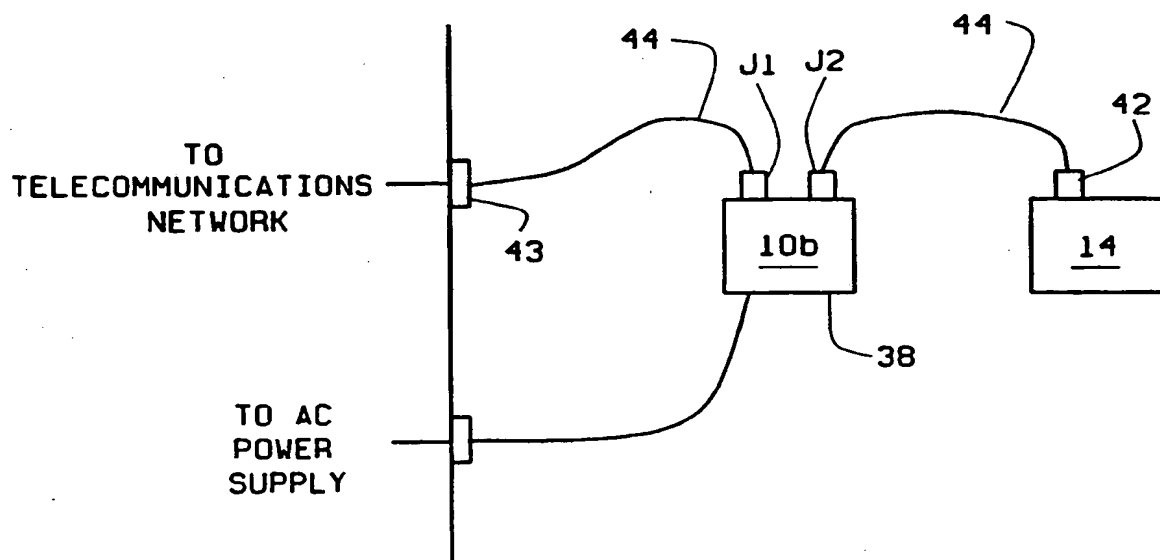 44
44
J1
J2
42
TO
TELECOMMUNICATIONS
NETWORK
43
10b
14
38
TO AC
POWER
SUPPLY